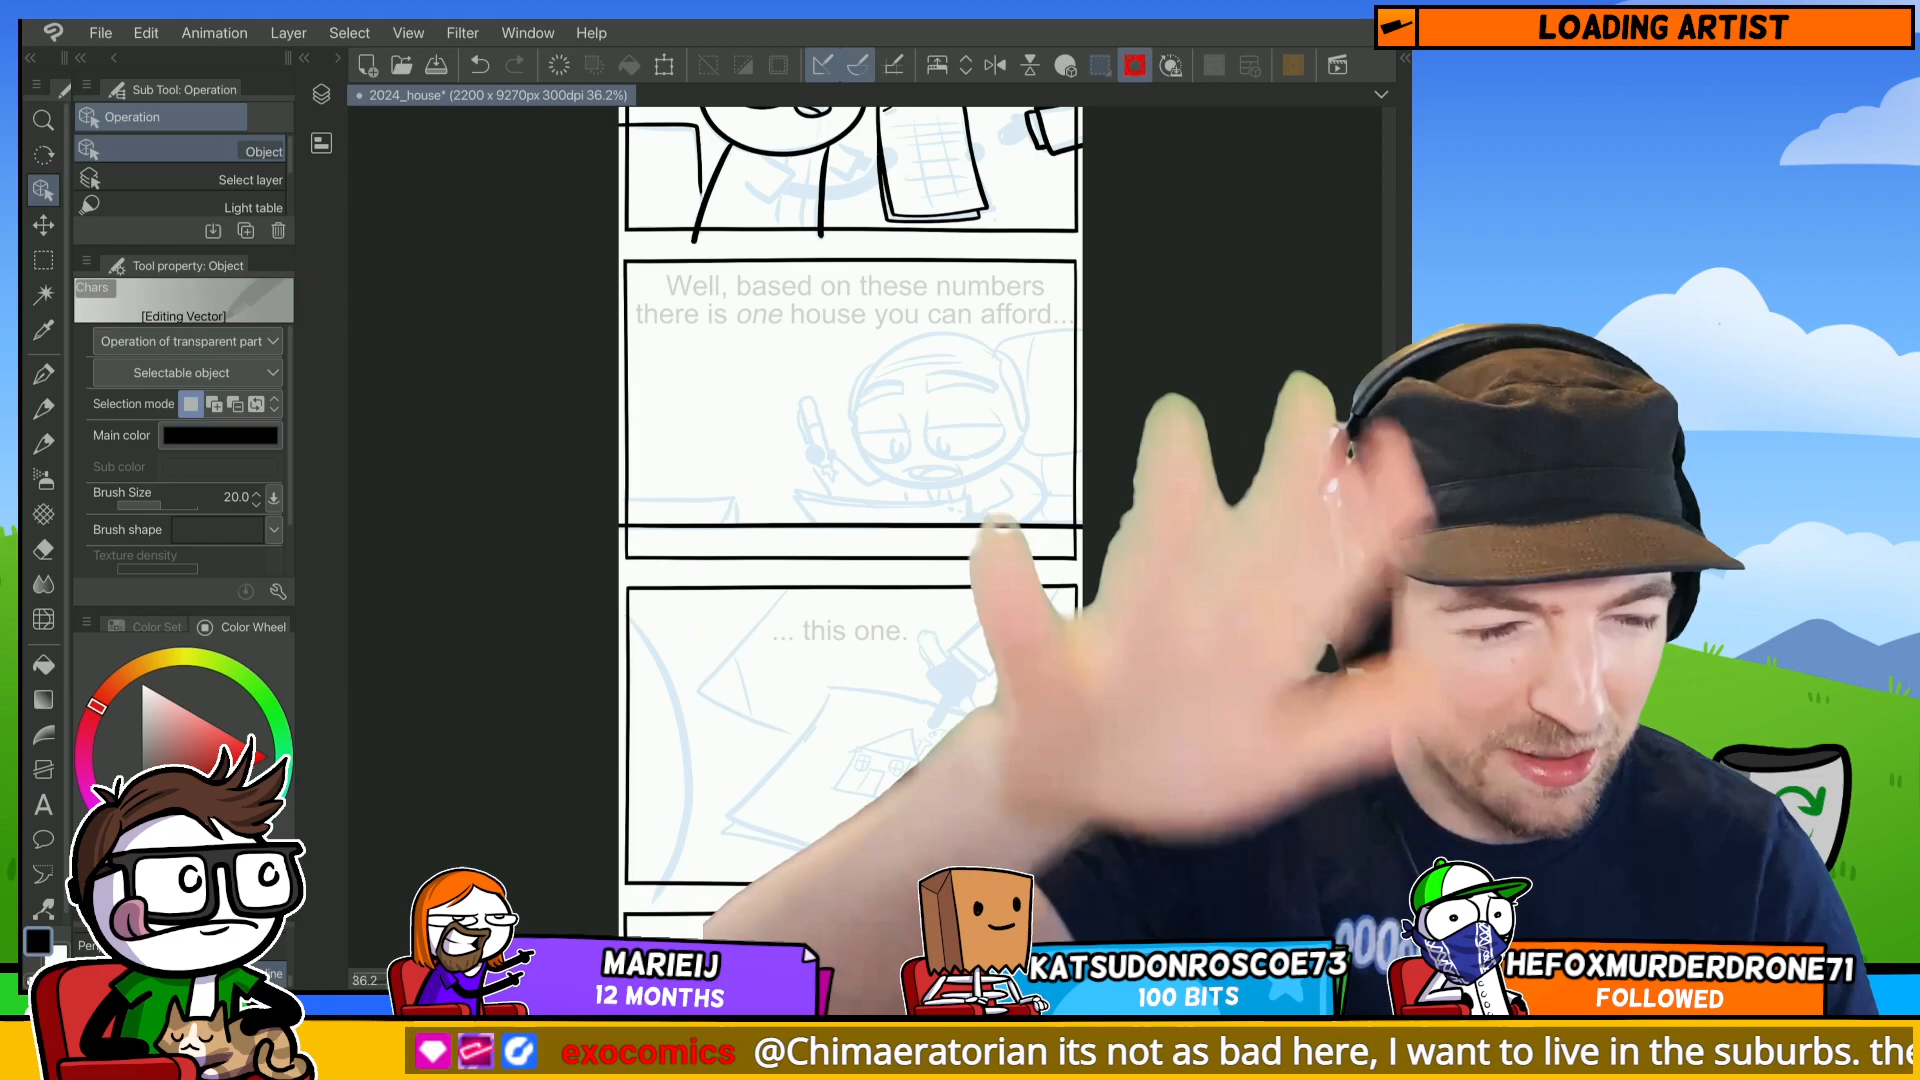 LOADING ARTIST
File Edit Animation Layer Select View Filter Window Help
Sub Tool: Operation
2024_house* (2200 x 9270px 300dpi 36.2%)
Operation
Object
Select layer
Light table
Tool property: Object
Chars
[Editing Vector]
Operation of transparent part
Selectable object
Selection mode
Main color
Sub color
Brush Size 20.0
Brush shape
Texture density
Color Set Color Wheel
Well, based on these numbers
there is one house you can afford...
... this one.
36.2
MARIEIJ
12 MONTHS
KATSUDONROSCOE73
100 BITS
HEFOXMURDERDRONE71
FOLLOWED
exocomics @Chimaeratorian its not as bad here, I want to live in the suburbs. the